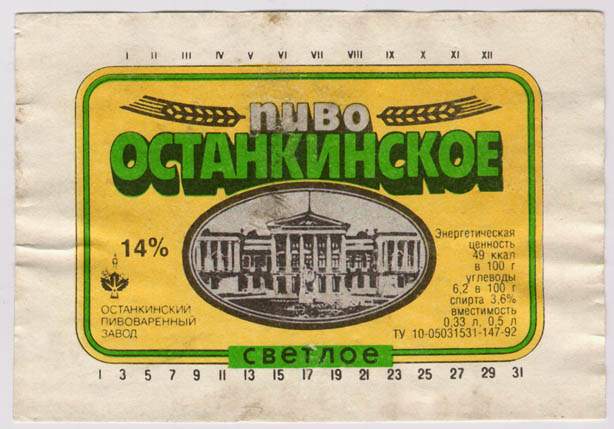 I II III IV V VI VII VIII IX X XI XII
пиво
ОСТАНКИНСКОЕ
14%
ОСТАНКИНСКИЙ
ПИВОВАРЕННЫЙ
ЗАВОД
Энергетическая
ценность
49 ккал
в 100 г
углеводы
6,2 в 100 г
спирта 3,6%
вместимость
0,33 л, 0,5 л
ТУ 10-05031531-147-92
светлое
1 3 5 7 9 11 13 15 17 19 21 23 25 27 29 31